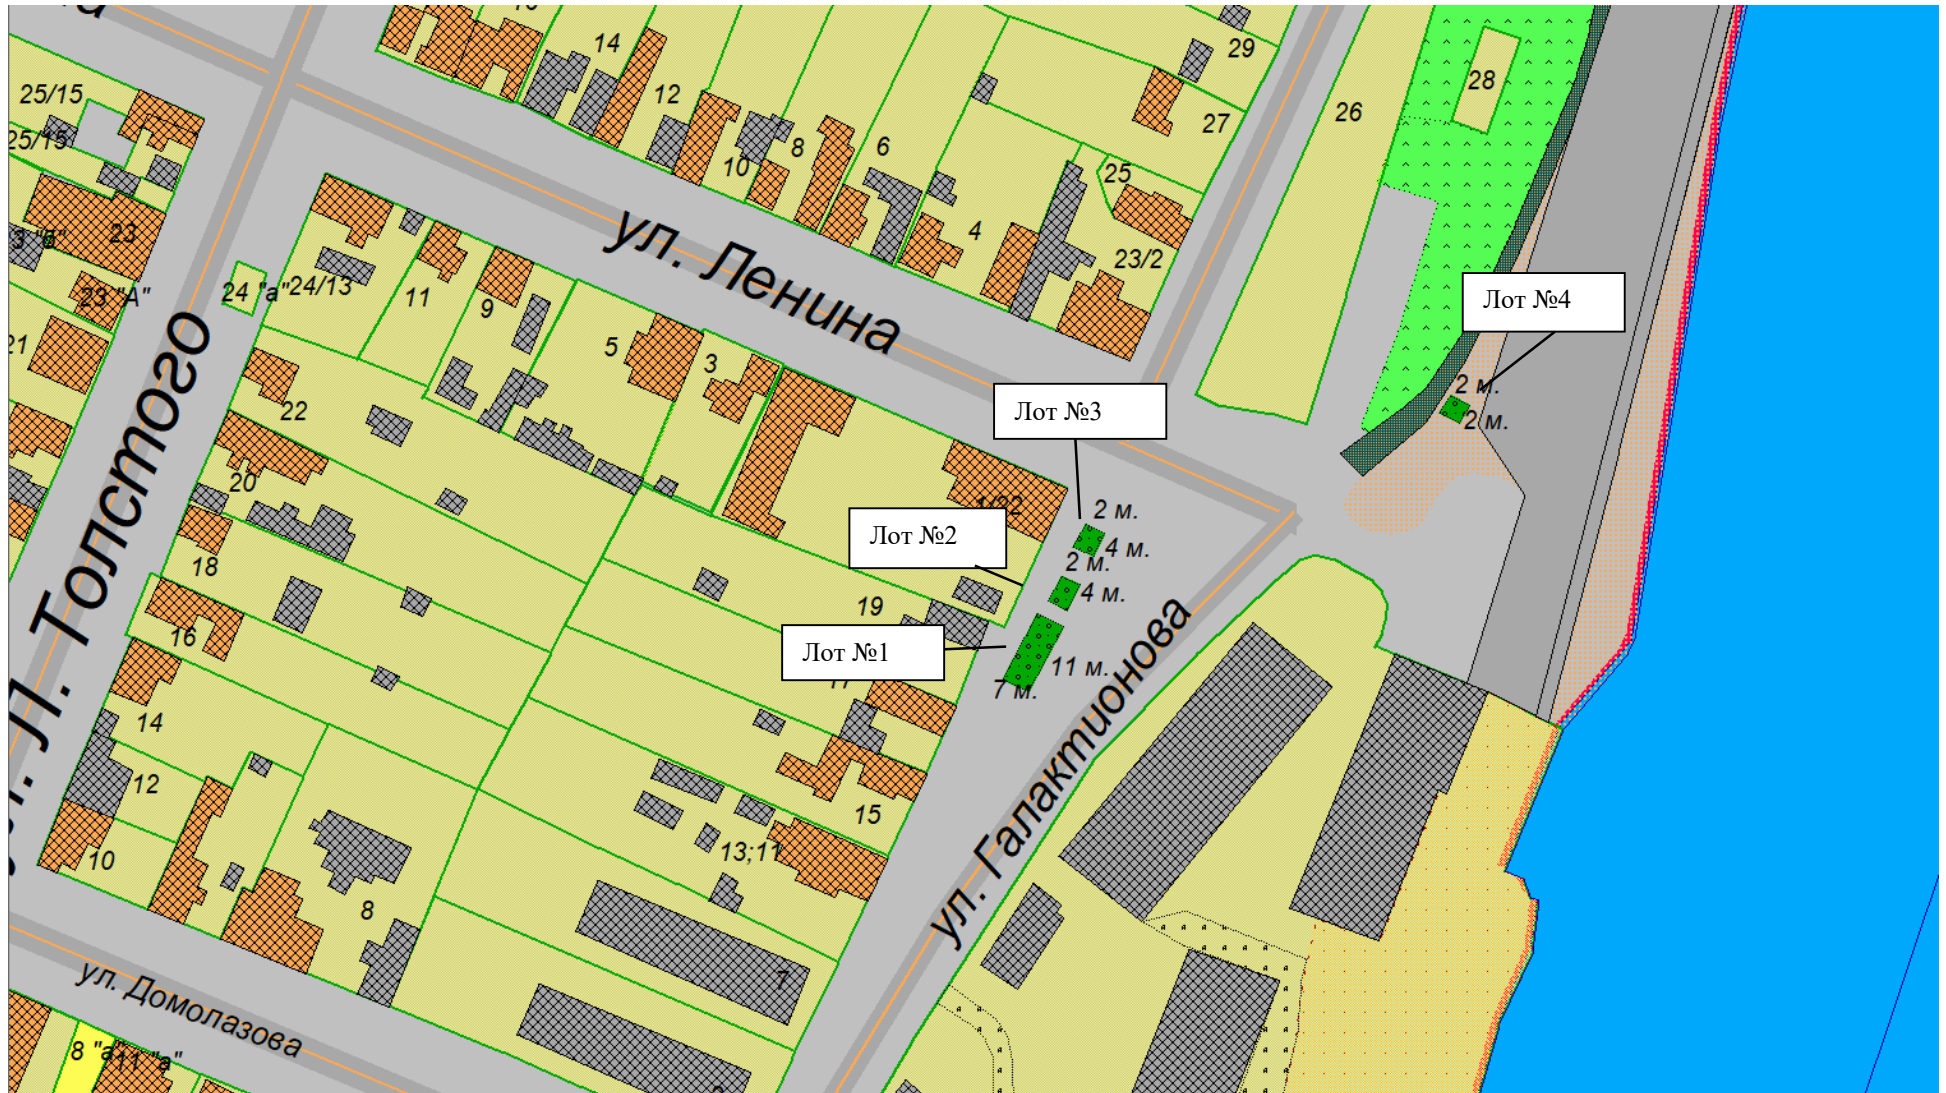 14
29
25/15
12
28
27
26
25/15
10
8
6
25
4
23
3 "в"
23/2
24 "а"
24/13
11
9
23 "А"
ул. Ленина
Лот №4
21
5
3
22
2 м.
2 м.
Лот №3
20
1/22
2 м.
4 м.
Лот №2
2 м.
4 м.
18
19
16
Лот №1
11 м.
7 м.
ул. Л. Толстого
14
12
15
10
13;11
ул. Галактионова
8
7
ул. Домолазова
8 "а"
11 "а"